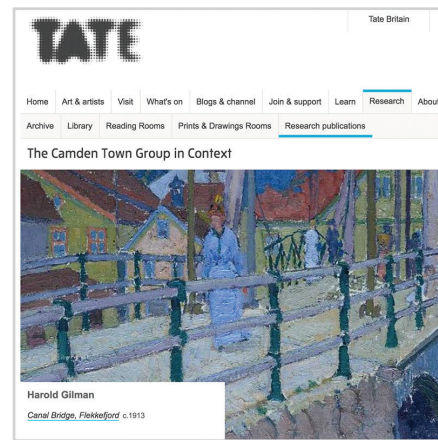 Tate Britain
TATE
Home Art & artists Visit What's on Blogs & channel Join & support Learn Research About
Archive Library Reading Rooms Prints & Drawings Rooms Research publications
The Camden Town Group in Context
Harold Gilman
Canal Bridge, Flekkefjord c.1913